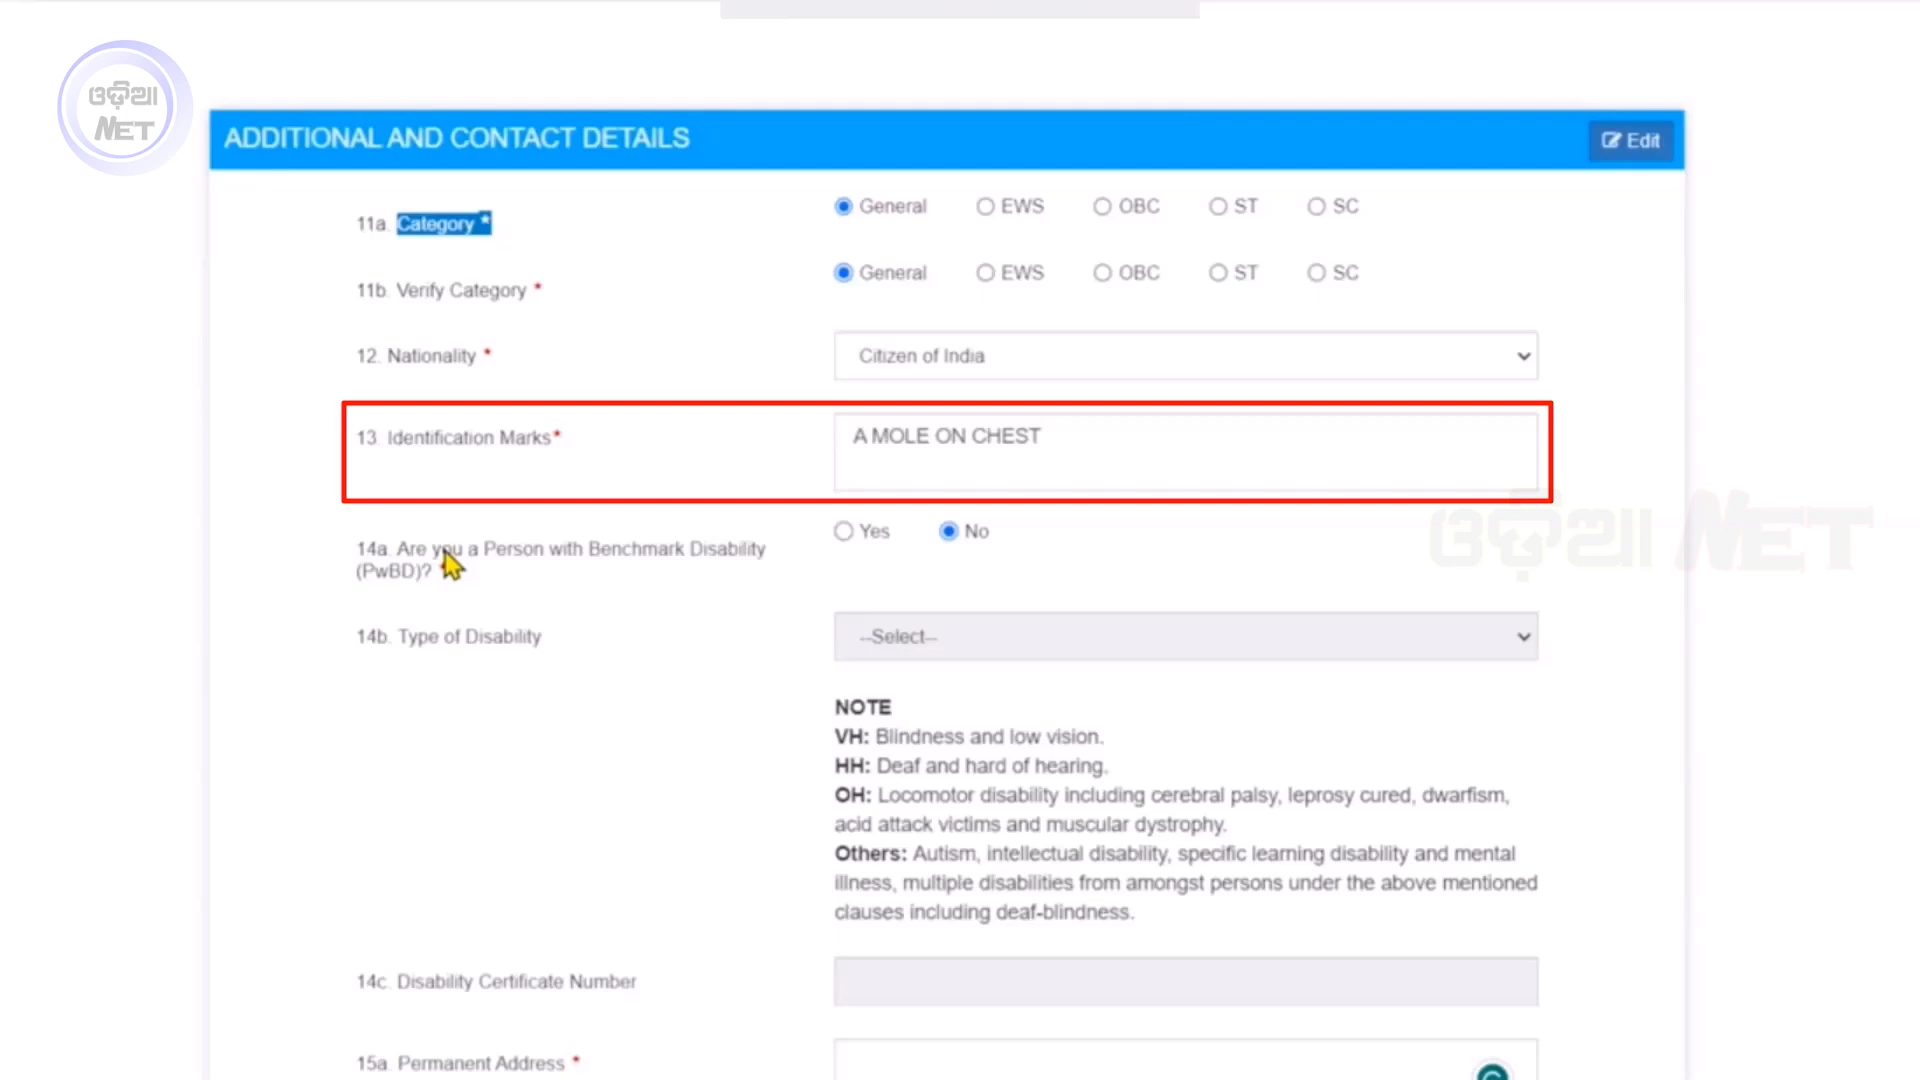 ଓଡ଼ିଆ
NET
ADDITIONAL AND CONTACT DETAILS
Edit
11a. Category *
General EWS OBC ST SC
11b. Verify Category *
General EWS OBC ST SC
12. Nationality *
Citizen of India
13. Identification Marks*
A MOLE ON CHEST
14a. Are you a Person with Benchmark Disability
(PwBD)?
Yes No
ଓଡ଼ିଆ NET
14b. Type of Disability
--Select--
NOTE
VH: Blindness and low vision.
HH: Deaf and hard of hearing.
OH: Locomotor disability including cerebral palsy, leprosy cured, dwarfism,
acid attack victims and muscular dystrophy.
Others: Autism, intellectual disability, specific learning disability and mental
illness, multiple disabilities from amongst persons under the above mentioned
clauses including deaf-blindness.
14c. Disability Certificate Number
15a. Permanent Address *